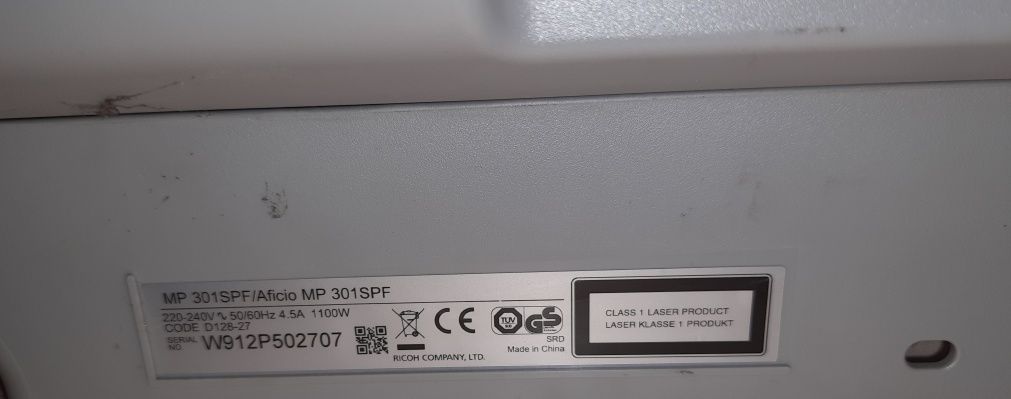 MP 301SPF/Aficio MP 301SPF
220-240V ∿ 50/60Hz 4.5A 1100W
CODE D128-27
SERIAL NO. W912P502707
RICOH COMPANY, LTD.
CE
TÜV
GS
SRD
Made in China
CLASS 1 LASER PRODUCT
LASER KLASSE 1 PRODUKT